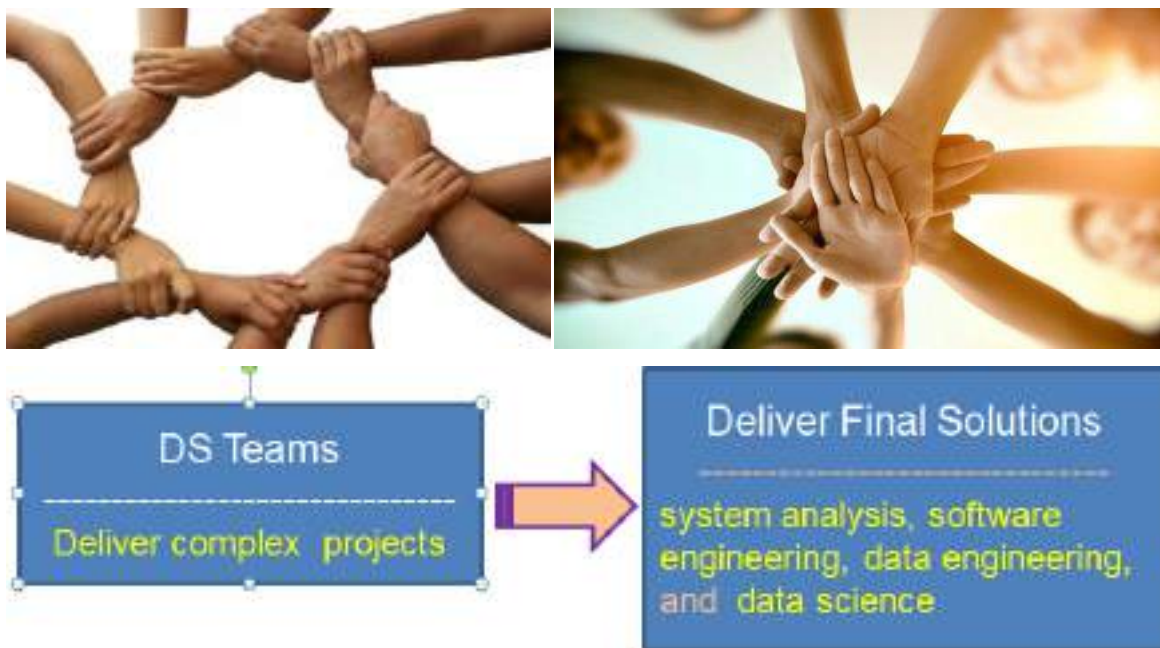 DS Teams
Deliver complex projects
Deliver Final Solutions
system analysis, software
engineering, data engineering,
and data science